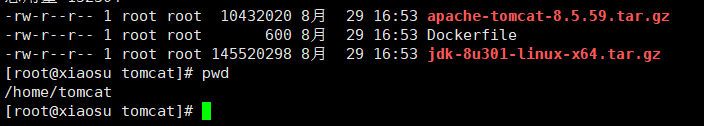 -rw-r--r-- 1 root root  10432020 8月  29 16:53 apache-tomcat-8.5.59.tar.gz
-rw-r--r-- 1 root root       600 8月  29 16:53 Dockerfile
-rw-r--r-- 1 root root 145520298 8月  29 16:53 jdk-8u301-linux-x64.tar.gz
[root@xiaosu tomcat]# pwd
/home/tomcat
[root@xiaosu tomcat]#